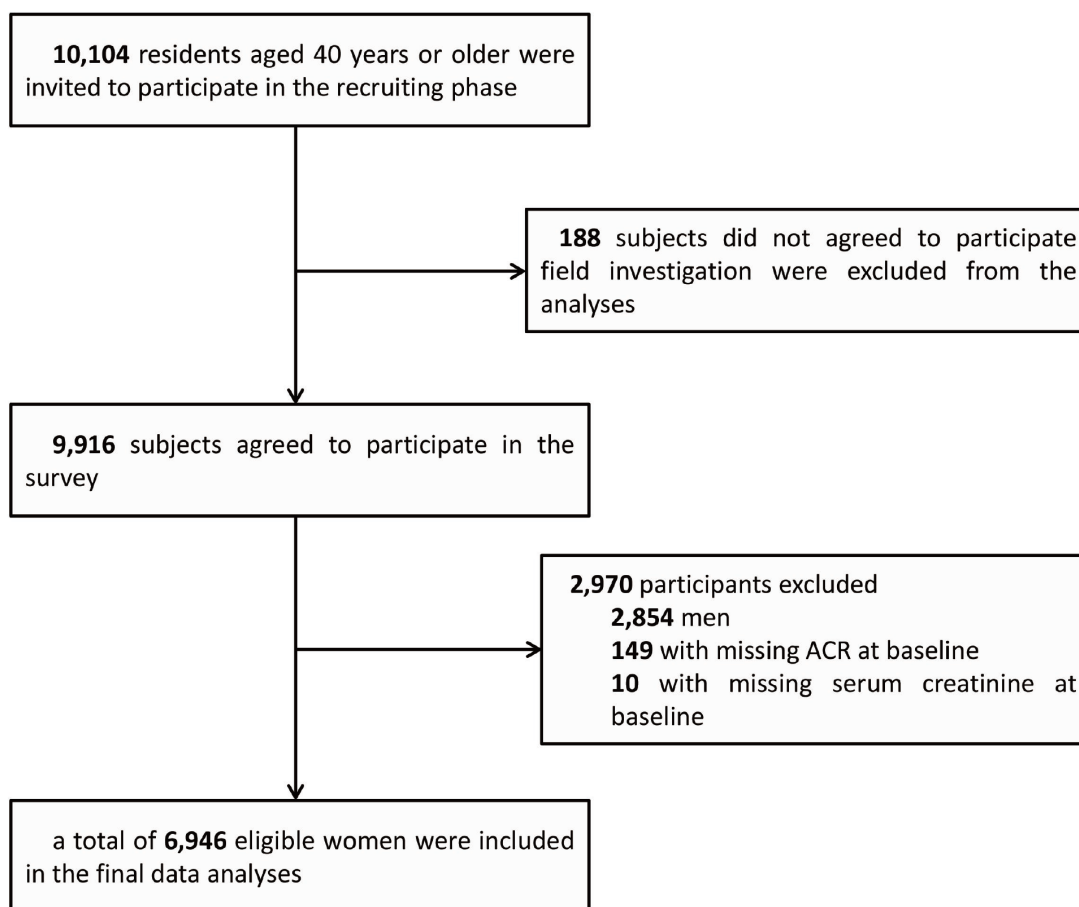 10,104 residents aged 40 years or older were
invited to participate in the recruiting phase
188 subjects did not agreed to participate
field investigation were excluded from the
analyses
9,916 subjects agreed to participate in the
survey
2,970 participants excluded
2,854 men
149 with missing ACR at baseline
10 with missing serum creatinine at
baseline
a total of 6,946 eligible women were included
in the final data analyses